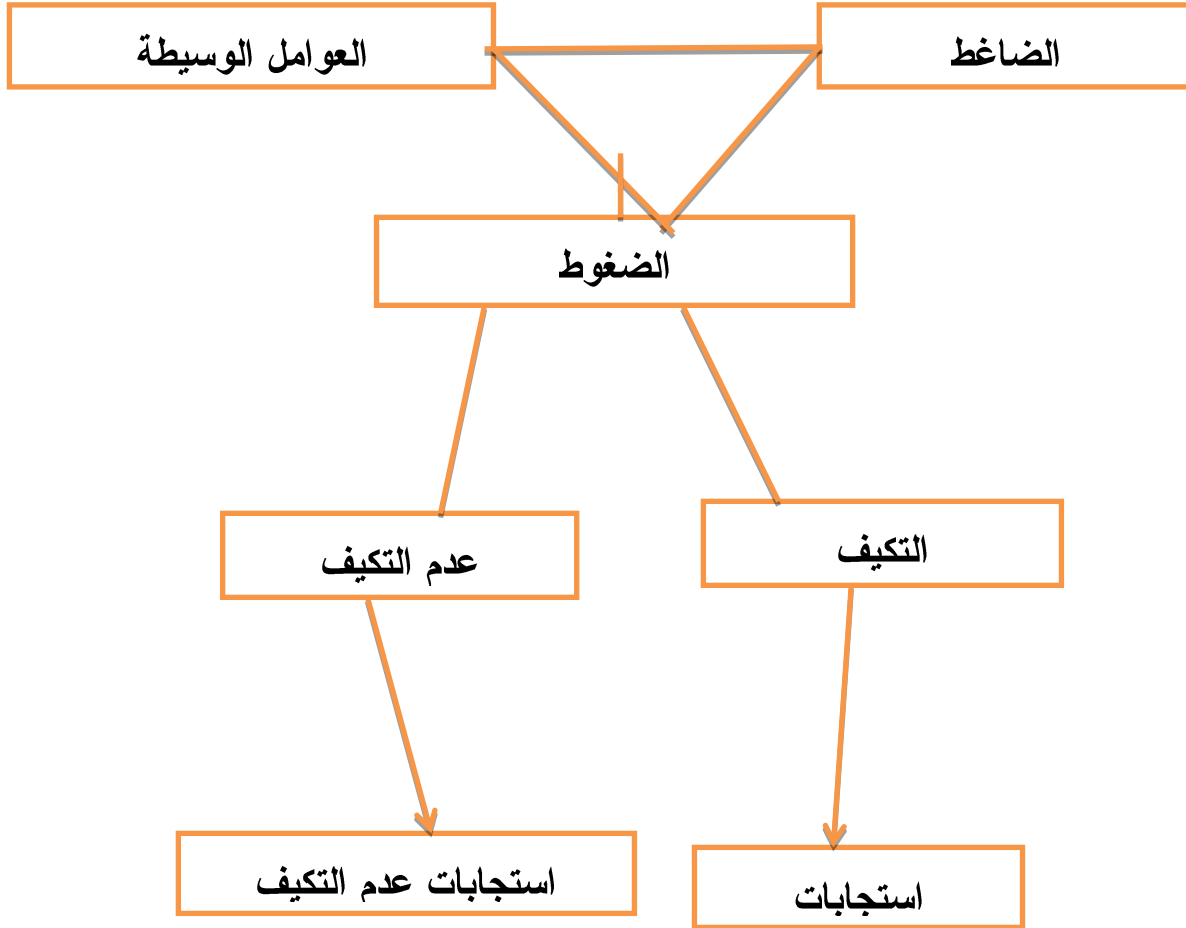 الضاغط
العوامل الوسيطة
الضغوط
التكيف
عدم التكيف
استجابات
استجابات عدم التكيف